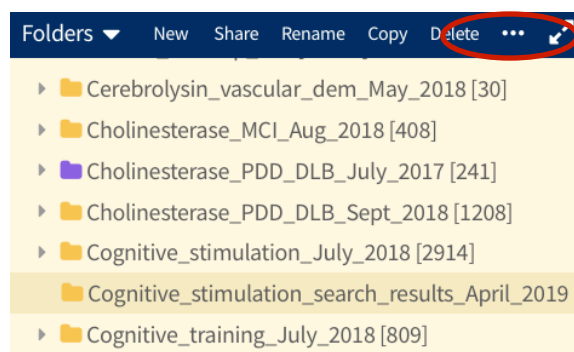 Folders New Share Rename Copy Delete •••
Cerebrolysin_vascular_dem_May_2018 [30]
Cholinesterase_MCI_Aug_2018 [408]
Cholinesterase_PDD_DLB_July_2017 [241]
Cholinesterase_PDD_DLB_Sept_2018 [1208]
Cognitive_stimulation_July_2018 [2914]
Cognitive_stimulation_search_results_April_2019
Cognitive_training_July_2018 [809]